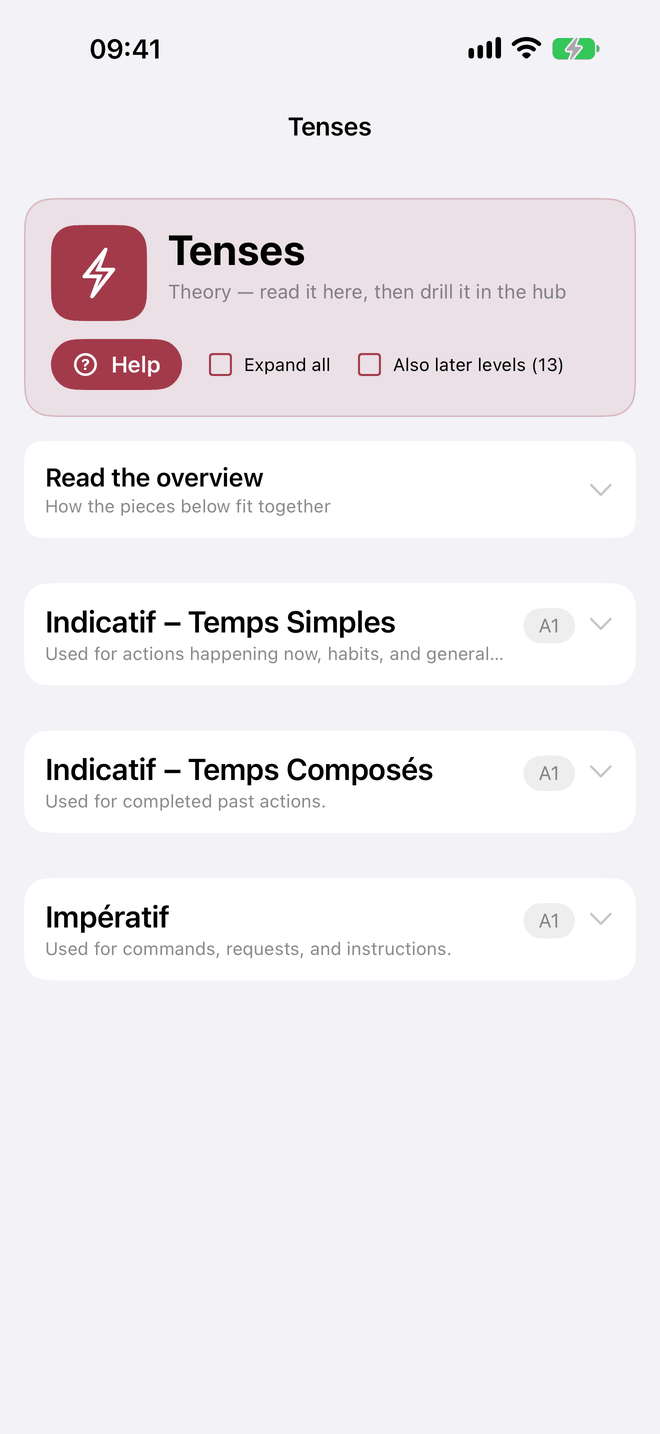 09:41
Tenses
Tenses
Theory — read it here, then drill it in the hub
Help
Expand all
Also later levels (13)
Read the overview
How the pieces below fit together
Indicatif – Temps Simples
A1
Used for actions happening now, habits, and general...
Indicatif – Temps Composés
A1
Used for completed past actions.
Impératif
A1
Used for commands, requests, and instructions.